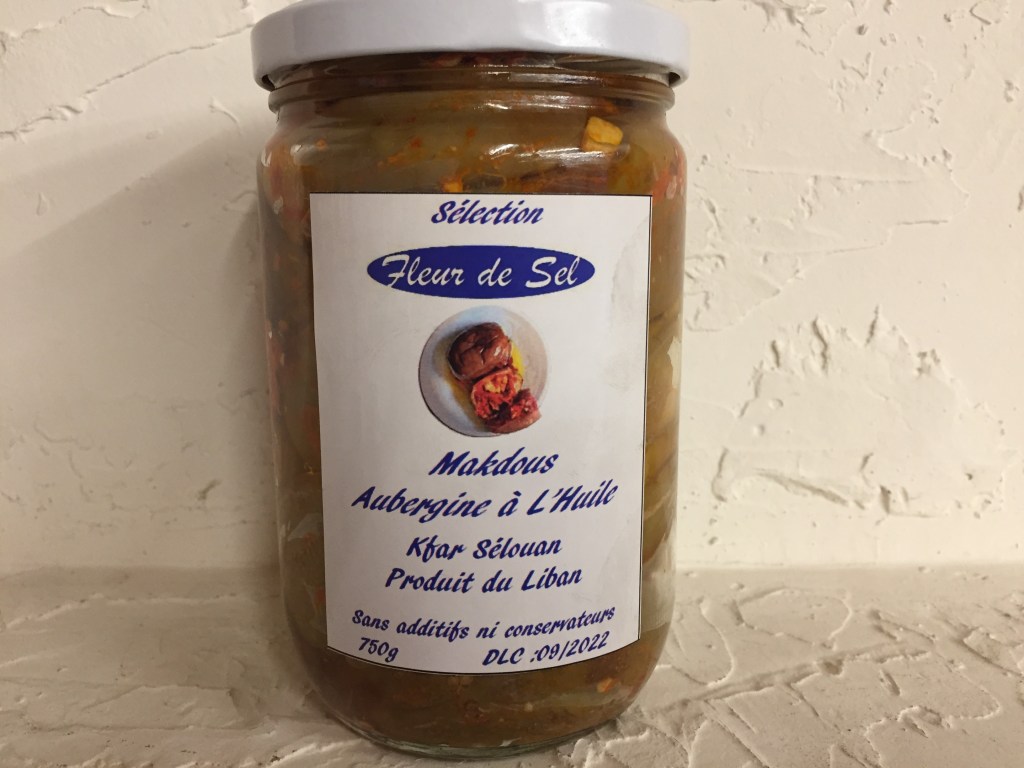 Sélection
Fleur de Sel
Makdous
Aubergine à L'Huile
Kfar Sélouan
Produit du Liban
Sans additifs ni conservateurs
750g DLC :09/2022